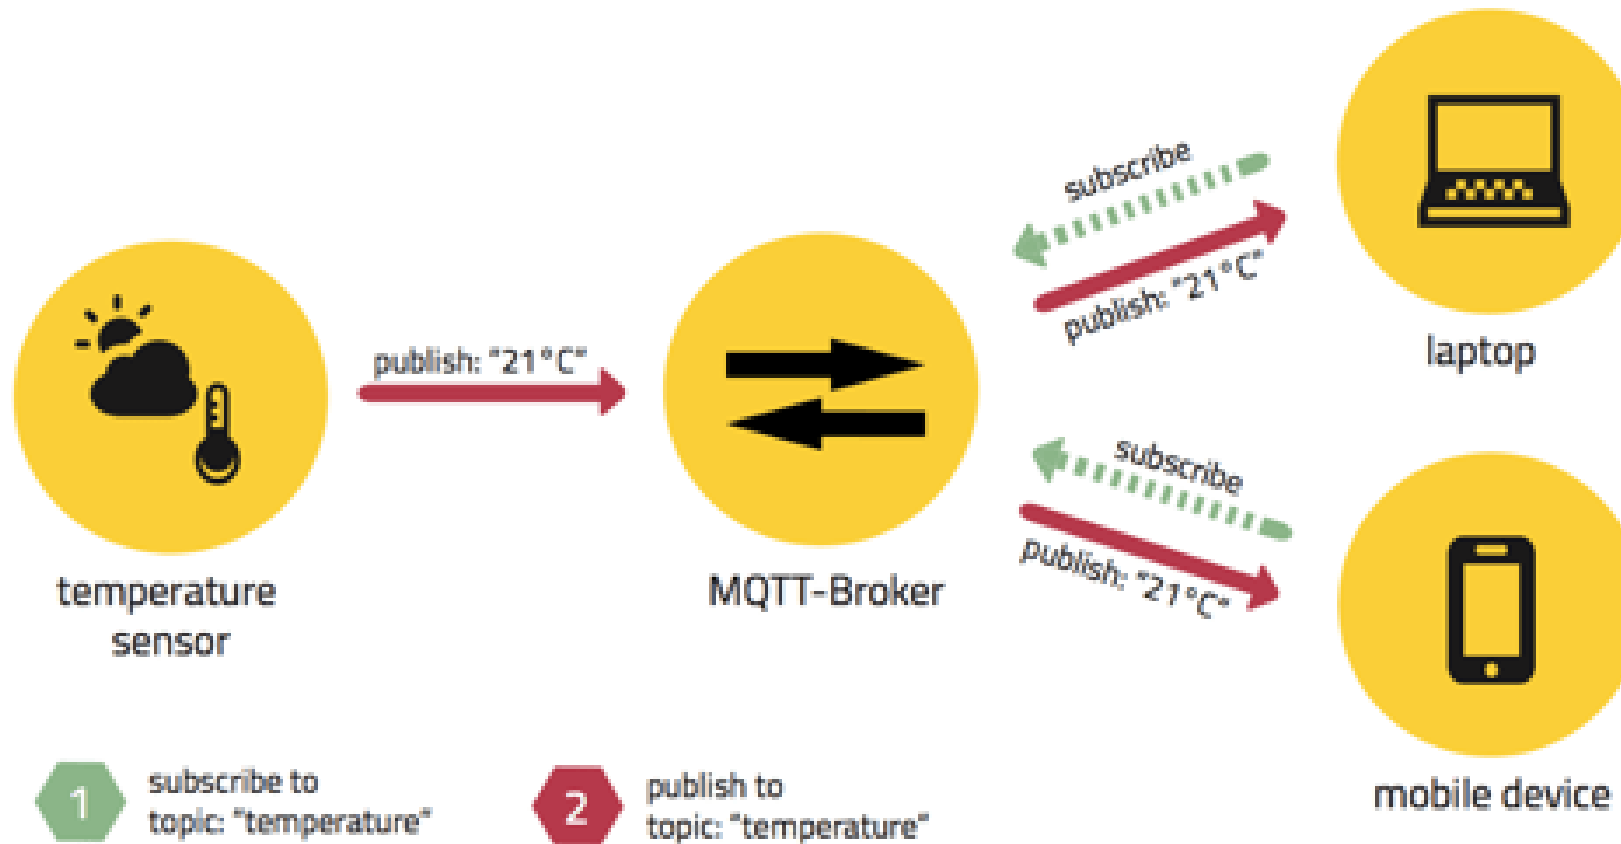 subscribe
publish: "21°C"
laptop
publish: "21°C"
subscribe
publish: "21°C"
temperature
sensor
MQTT-Broker
mobile device
1
subscribe to
topic: "temperature"
2
publish to
topic: "temperature"